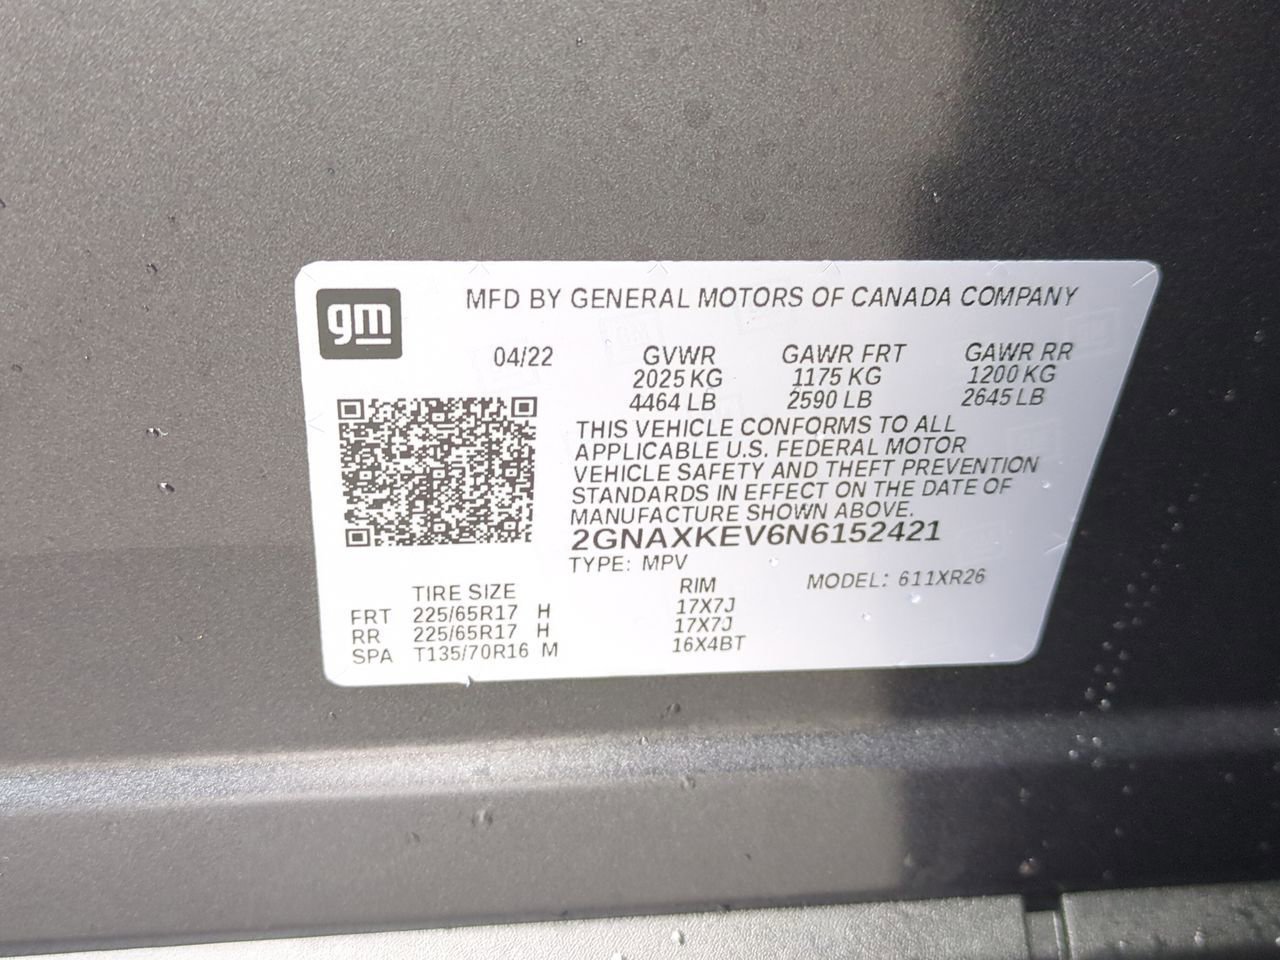 gm
MFD BY GENERAL MOTORS OF CANADA COMPANY
04/22 GVWR GAWR FRT GAWR RR
2025 KG 1175 KG 1200 KG
4464 LB 2590 LB 2645 LB
THIS VEHICLE CONFORMS TO ALL
APPLICABLE U.S. FEDERAL MOTOR
VEHICLE SAFETY AND THEFT PREVENTION
STANDARDS IN EFFECT ON THE DATE OF
MANUFACTURE SHOWN ABOVE.
2GNAXKEV6N6152421
TYPE: MPV MODEL: 611XR26
TIRE SIZE RIM
FRT 225/65R17 H 17X7J
RR 225/65R17 H 17X7J
SPA T135/70R16 M 16X4BT